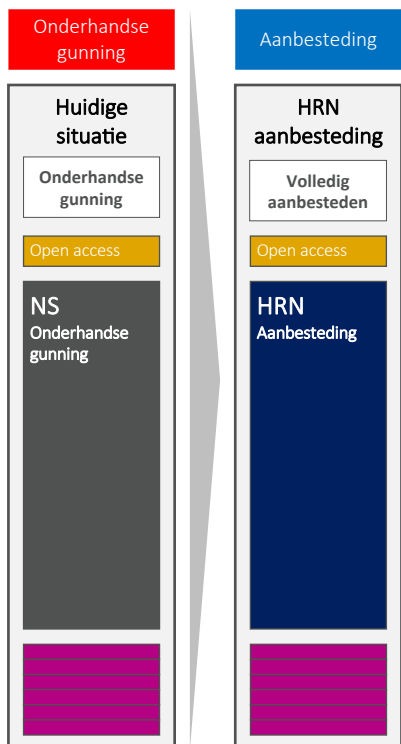 Onderhandse
gunning
Huidige
situatie
Onderhandse
gunning
Open access
NS
Onderhandse
gunning
Aanbesteding
HRN
aanbesteding
Volledig
aanbesteden
Open access
HRN
Aanbesteding